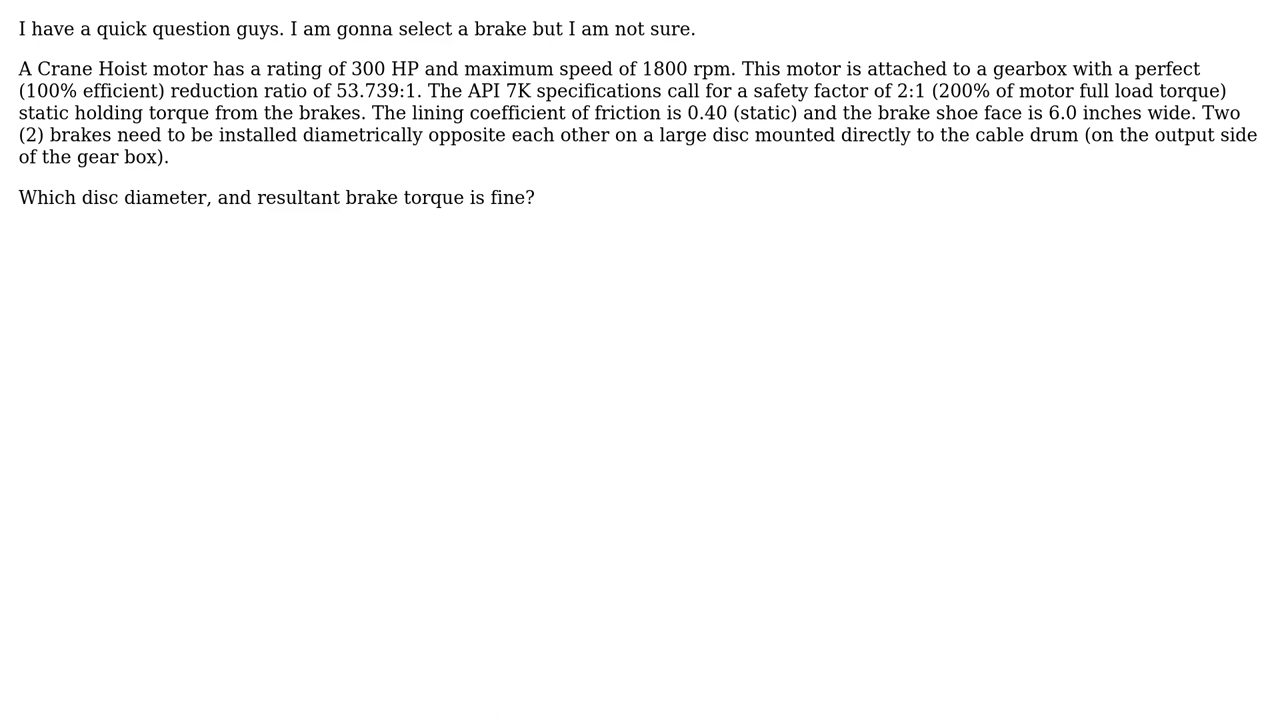 I have a quick question guys. I am gonna select a brake but I am not sure.
A Crane Hoist motor has a rating of 300 HP and maximum speed of 1800 rpm. This motor is attached to a gearbox with a perfect
(100% efficient) reduction ratio of 53.739:1. The API 7K specifications call for a safety factor of 2:1 (200% of motor full load torque)
static holding torque from the brakes. The lining coefficient of friction is 0.40 (static) and the brake shoe face is 6.0 inches wide. Two
(2) brakes need to be installed diametrically opposite each other on a large disc mounted directly to the cable drum (on the output side
of the gear box).
Which disc diameter, and resultant brake torque is fine?